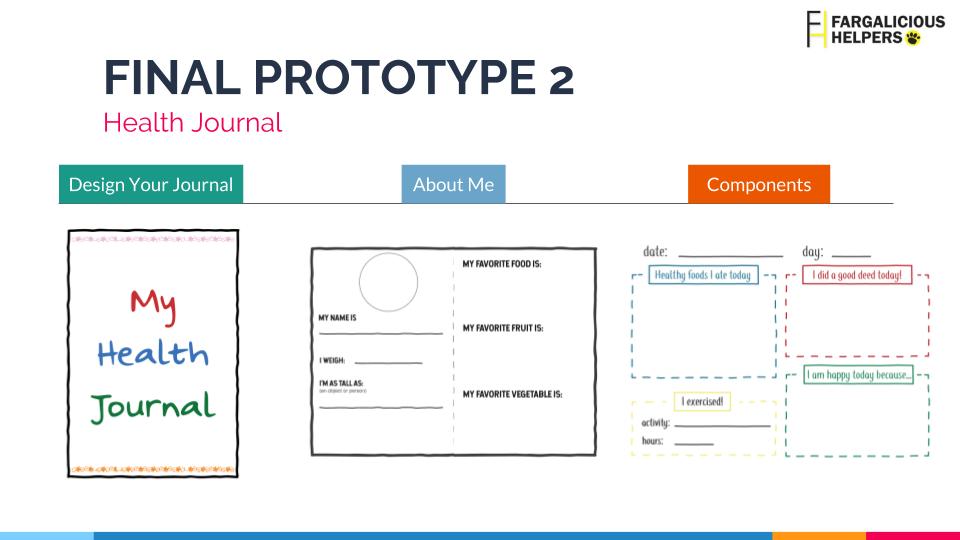 FARGALICIOUS
HELPERS
FINAL PROTOTYPE 2
Health Journal
Design Your Journal
About Me
Components
My
Health
Journal
MY NAME IS
I WEIGH:
I'M AS TALL AS:
(an object or person)
MY FAVORITE FOOD IS:
MY FAVORITE FRUIT IS:
MY FAVORITE VEGETABLE IS:
date:
day:
Healthy foods I ate today
I did a good deed today!
I am happy today because...
I exercised!
activity:
hours: